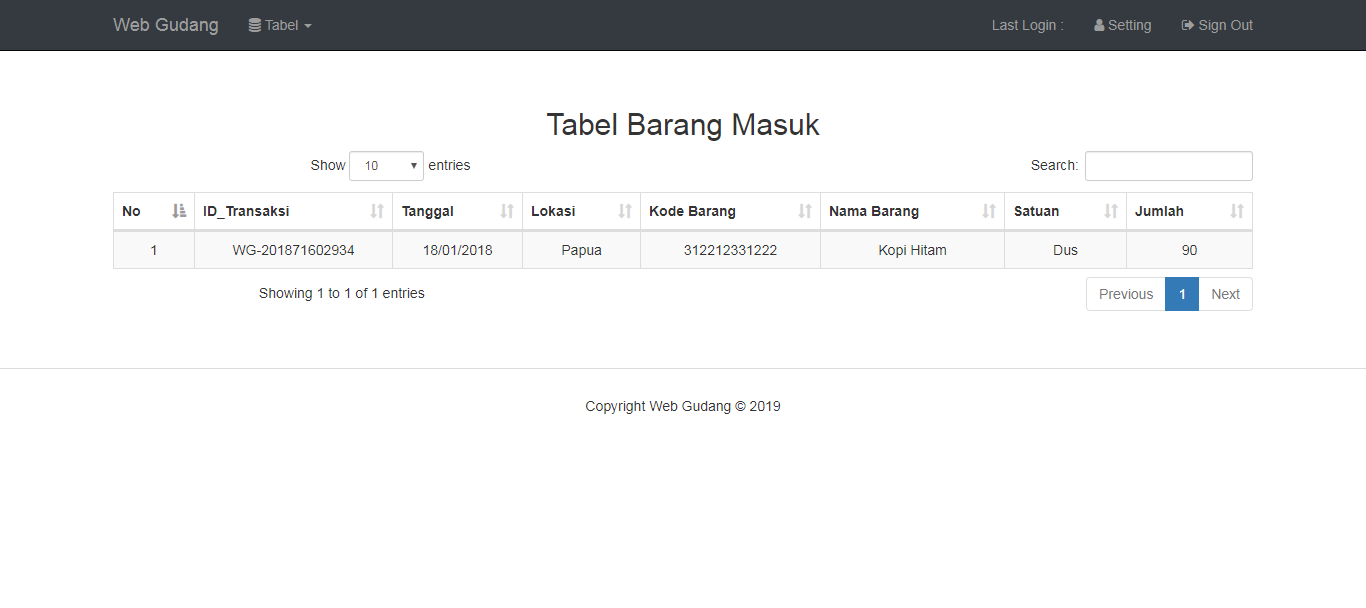 Web Gudang Tabel Last Login : Setting Sign Out
Tabel Barang Masuk
Show 10 entries Search:
No ID_Transaksi Tanggal Lokasi Kode Barang Nama Barang Satuan Jumlah
1 WG-201871602934 18/01/2018 Papua 312212331222 Kopi Hitam Dus 90
Showing 1 to 1 of 1 entries Previous 1 Next
Copyright Web Gudang © 2019